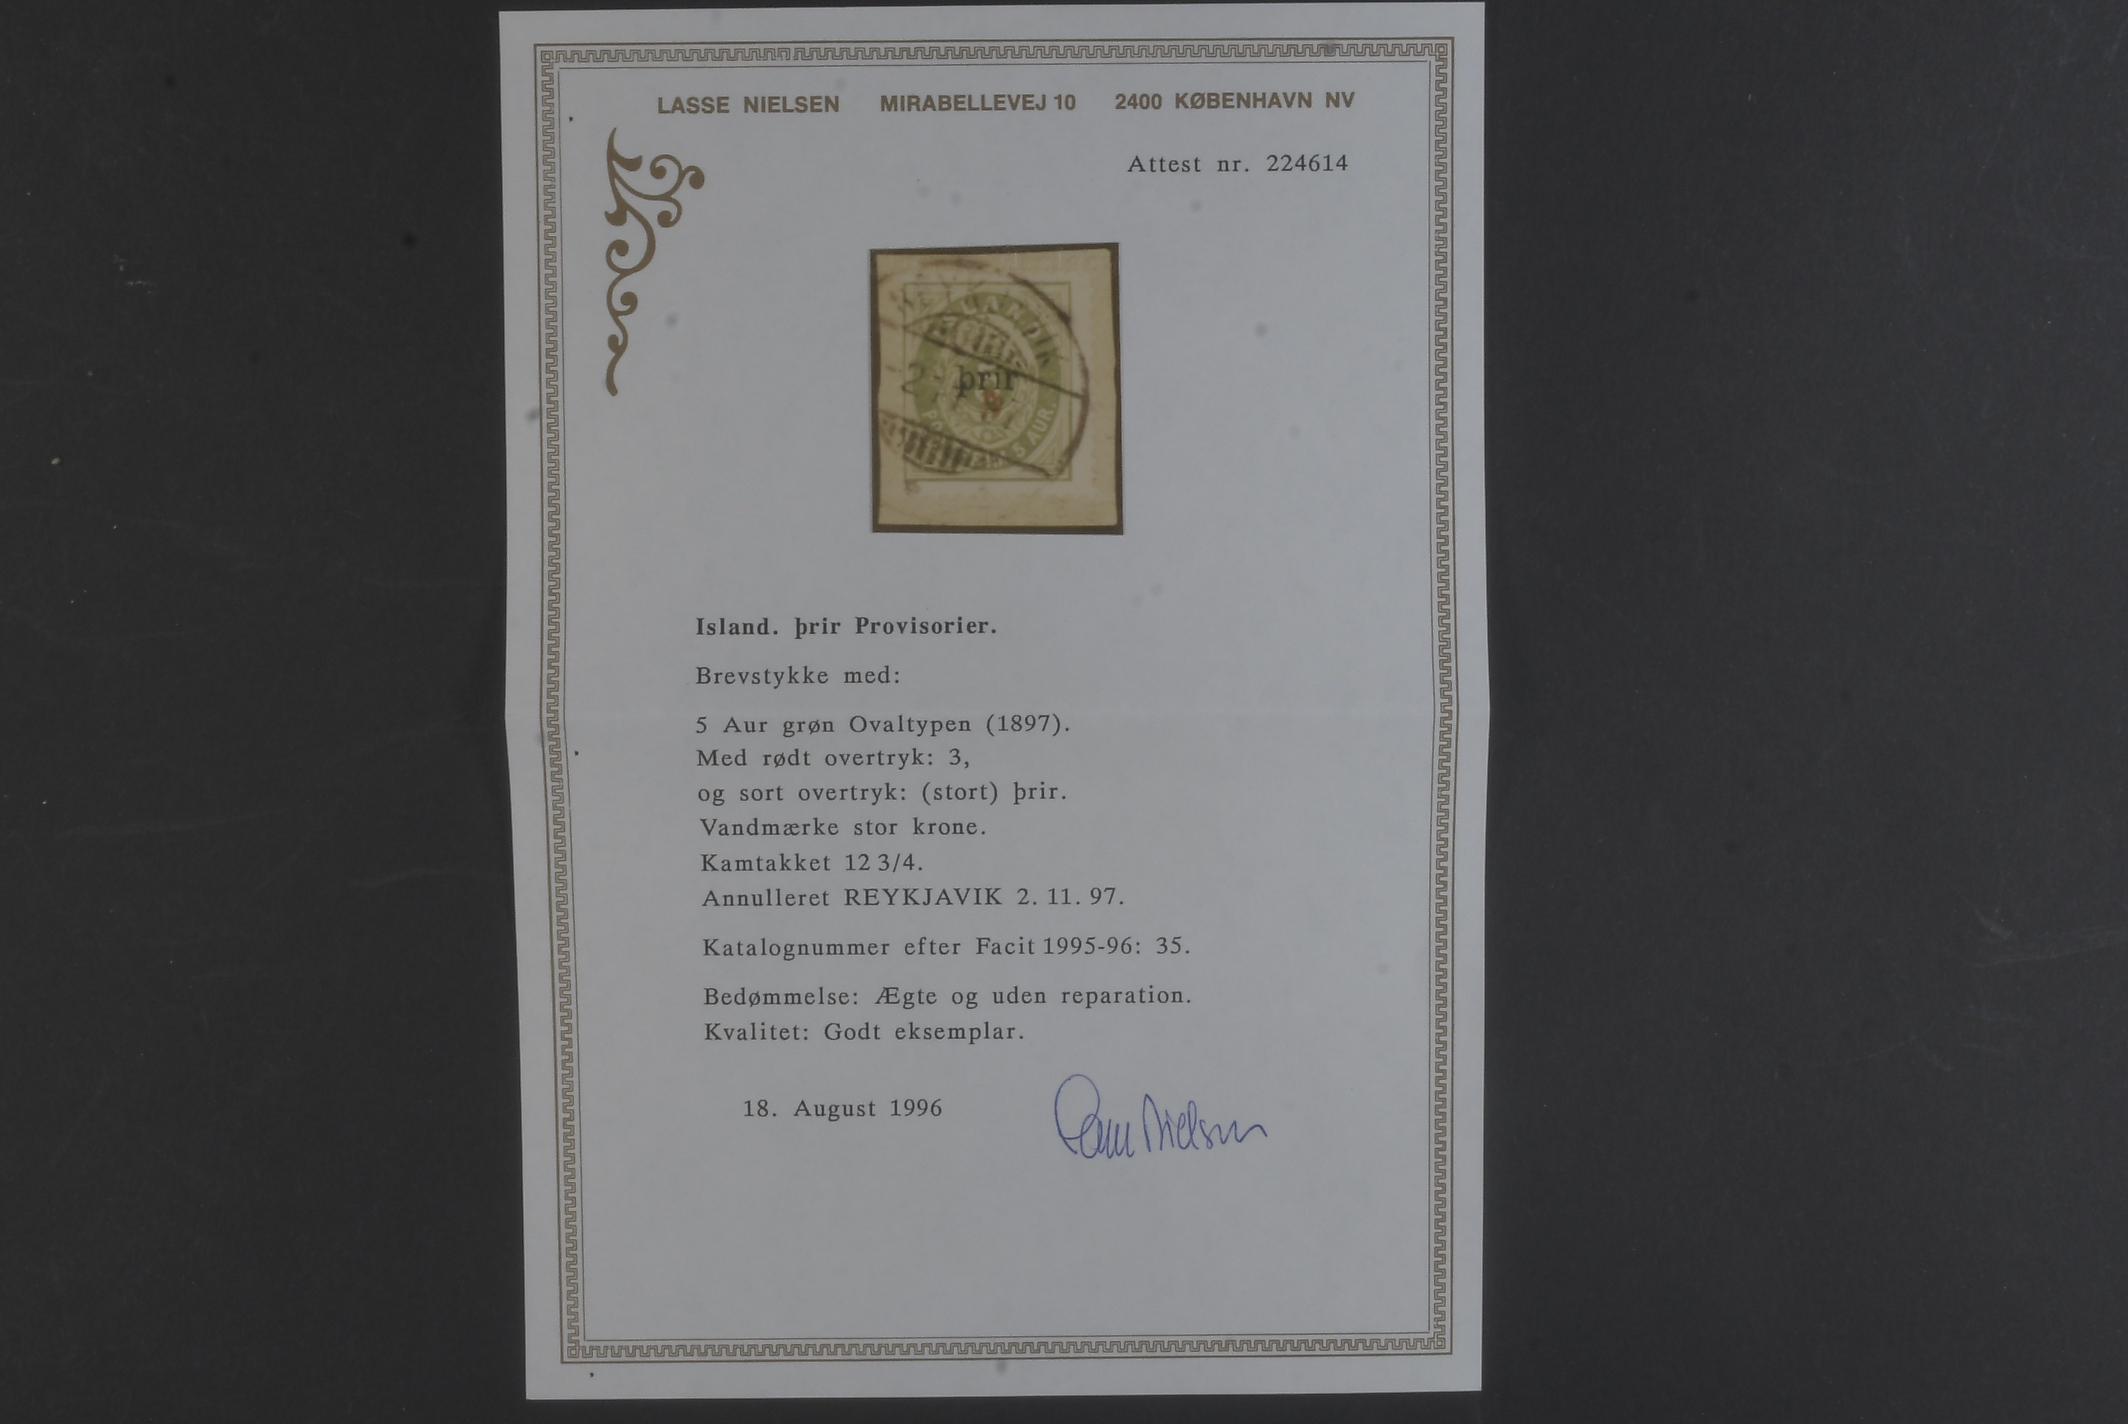 LASSE NIELSEN MIRABELLEVEJ 10 2400 KØBENHAVN NV
Attest nr. 224614
þrir
3
5 AUR.
Island. þrir Provisorier.
Brevstykke med:
5 Aur grøn Ovaltypen (1897).
Med rødt overtryk: 3,
og sort overtryk: (stort) þrir.
Vandmærke stor krone.
Kamtakket 12 3/4.
Annulleret REYKJAVIK 2. 11. 97.
Katalognummer efter Facit 1995-96: 35.
Bedømmelse: Ægte og uden reparation.
Kvalitet: Godt eksemplar.
18. August 1996